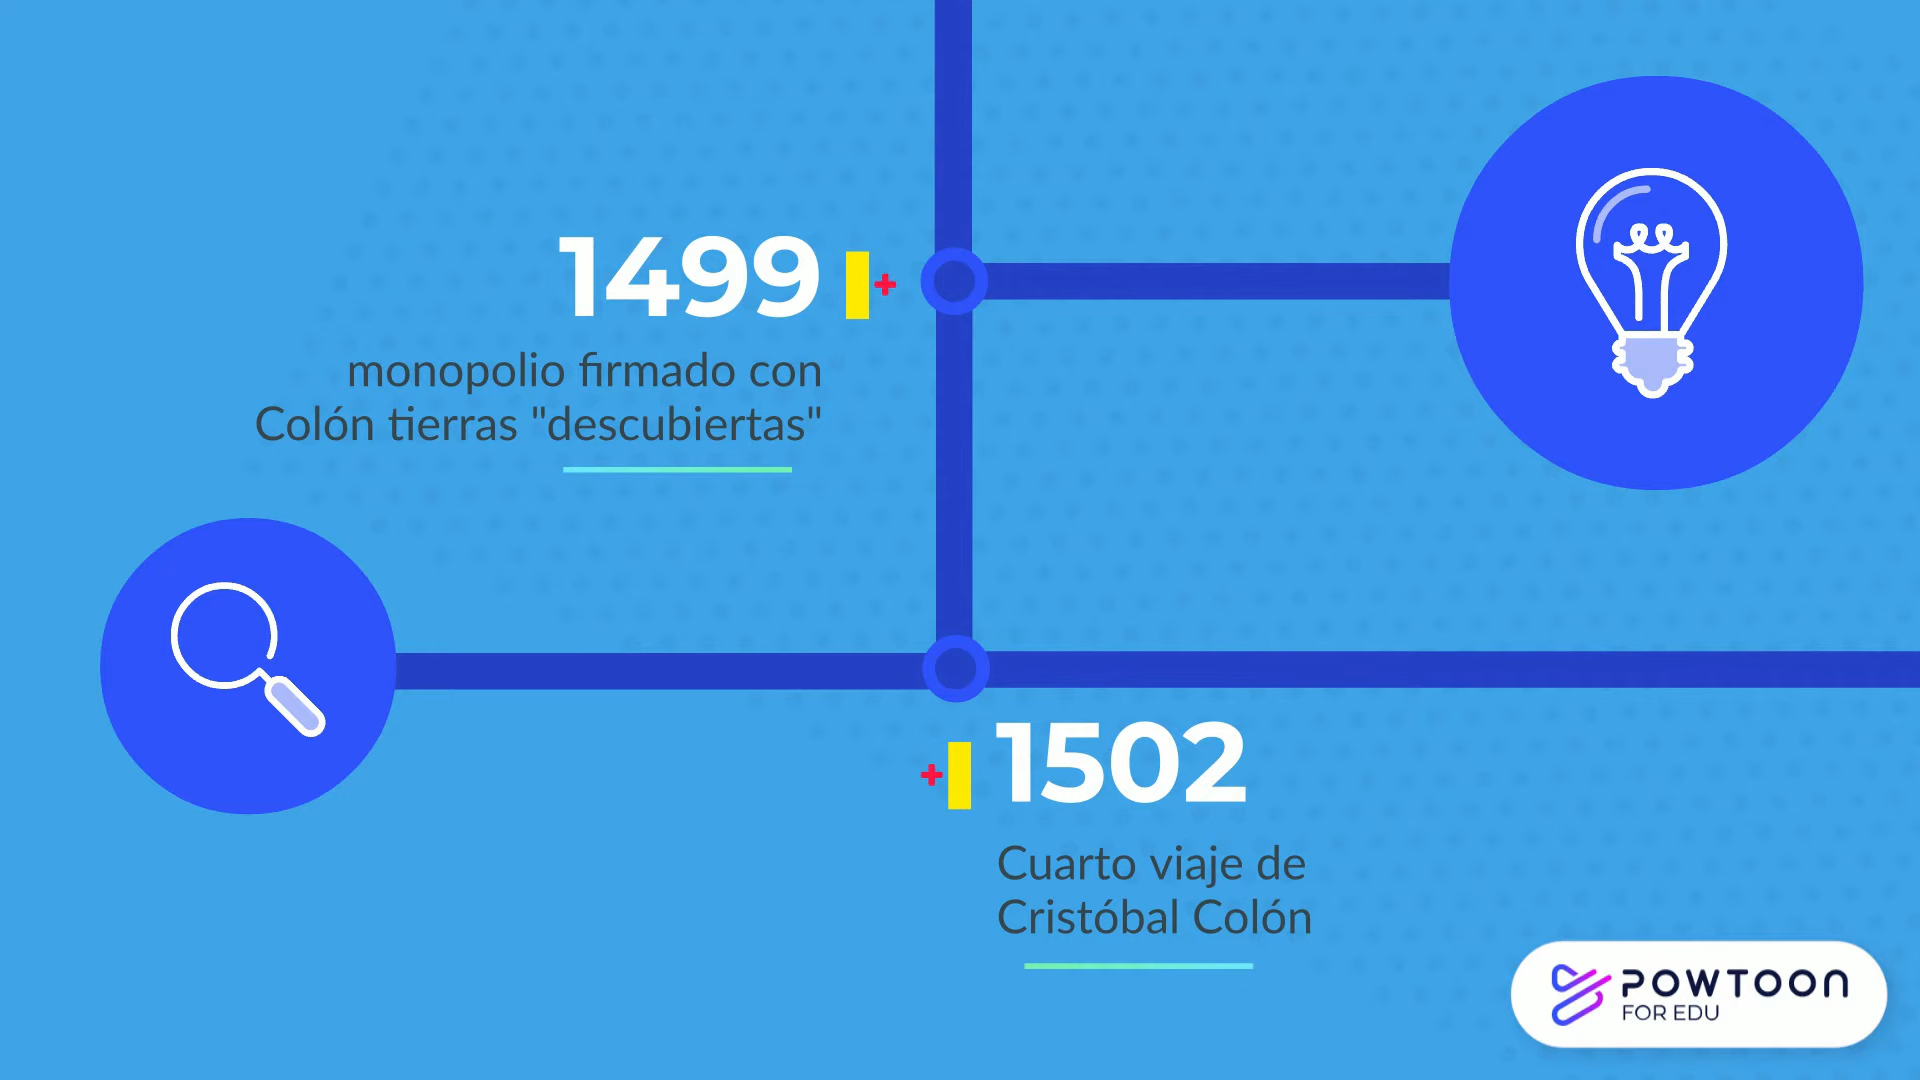 1499
monopolio firmado con
Colón tierras "descubiertas"
1502
Cuarto viaje de
Cristóbal Colón
POWTOON
FOR EDU